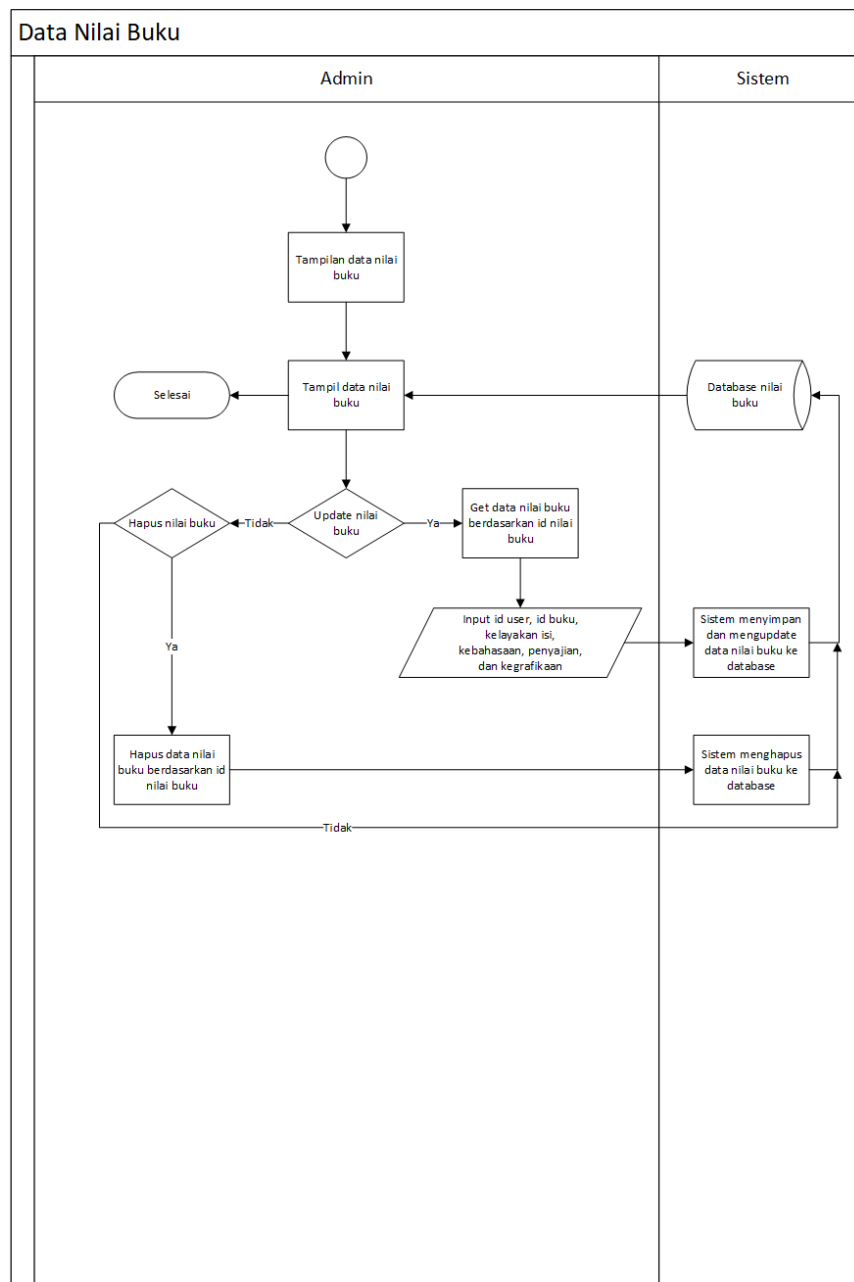 Data Nilai Buku
Admin
Sistem
Tampilan data nilai
buku
Selesai
Tampil data nilai
buku
Database nilai
buku
Hapus nilai buku
Tidak
Update nilai
buku
Ya
Get data nilai buku
berdasarkan id nilai
buku
Input id user, id buku,
kelayakan isi,
kebahasaan, penyajian,
dan kegrafikaan
Sistem menyimpan
dan mengupdate
data nilai buku ke
database
Ya
Hapus data nilai
buku berdasarkan id
nilai buku
Sistem menghapus
data nilai buku ke
database
Tidak